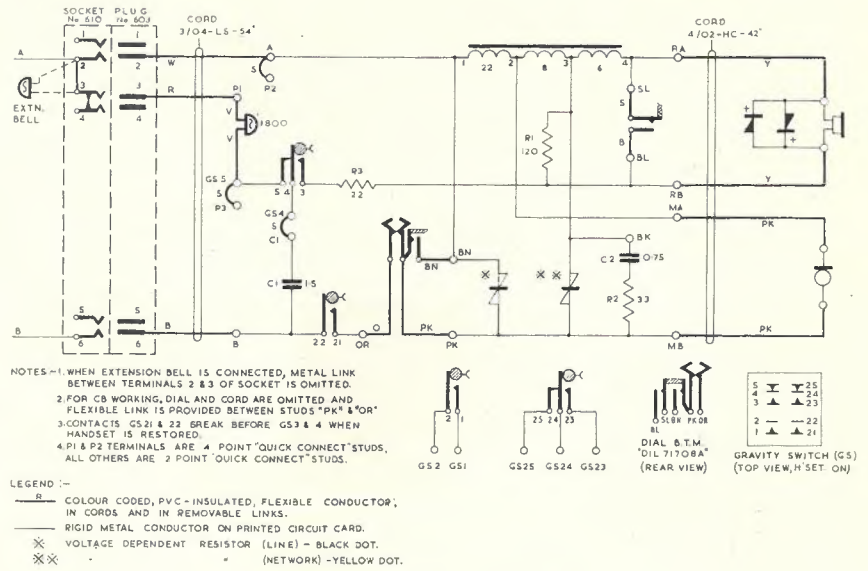 SOCKET PLUG
No 610 No 603
CORD
3/04-LS-54"
CORD
4/02-HC-42"
1 1
A 2 2 W A 1 22 2 8 3 6 4 RA Y
S P2
3 3 R P1
EXTN.
BELL
4 4
V
1800
V
SL
S
B
BL
+
+
R1
120
GS5
S
P3
5 4 3
R3
22
RB Y
MA
PK
GS4
S
C1
BN BN
BK
C2 0·75
C1 1·5
R2 33
5 5
B 6 6 B B 22 21 OR O PK PK MB PK
NOTES:-1. WHEN EXTENSION BELL IS CONNECTED, METAL LINK
BETWEEN TERMINALS 2 & 3 OF SOCKET IS OMITTED.
2. FOR CB WORKING, DIAL AND CORD ARE OMITTED AND
FLEXIBLE LINK IS PROVIDED BETWEEN STUDS "PK" & "OR"
3. CONTACTS GS21 & 22 BREAK BEFORE GS3 & 4 WHEN
HANDSET IS RESTORED.
4. P1 & P2 TERMINALS ARE 4 POINT "QUICK CONNECT" STUDS,
ALL OTHERS ARE 2 POINT "QUICK CONNECT" STUDS.
2 1
GS2 GS1
25 24 23
GS25 GS24 GS23
BL SL BN PK OR
DIAL B.T.M.
"DIL 71708A"
(REAR VIEW)
5 25
4 24
3 23
2 22
1 21
GRAVITY SWITCH (GS)
(TOP VIEW, H'SET. ON)
LEGEND :-
R COLOUR CODED, PVC-INSULATED, FLEXIBLE CONDUCTOR,
IN CORDS AND IN REMOVABLE LINKS.
RIGID METAL CONDUCTOR ON PRINTED CIRCUIT CARD.
VOLTAGE DEPENDENT RESISTOR (LINE) - BLACK DOT.
" " (NETWORK) - YELLOW DOT.